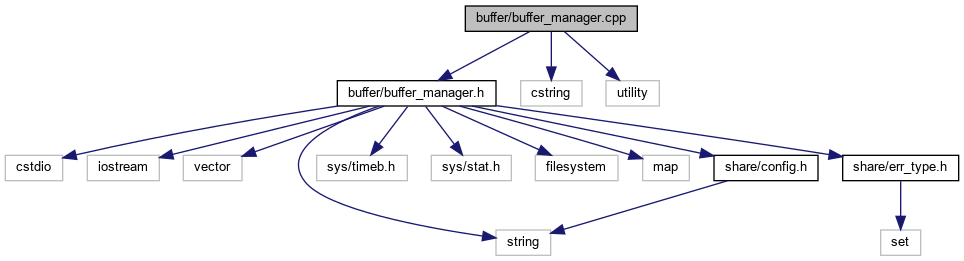 buffer/buffer_manager.cpp
buffer/buffer_manager.h
cstring
utility
cstdio
iostream
vector
sys/timeb.h
sys/stat.h
filesystem
map
share/config.h
share/err_type.h
string
set